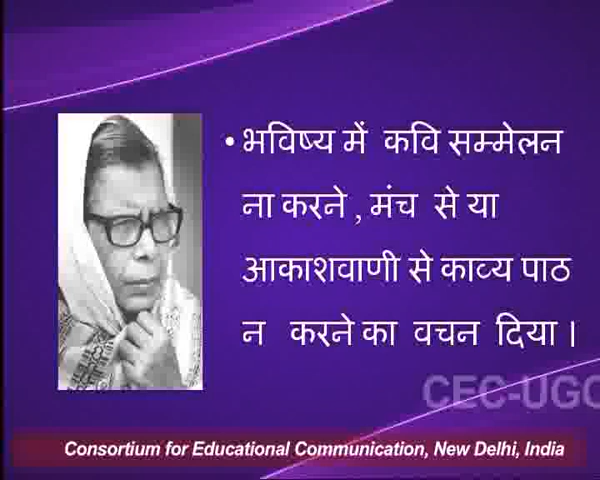 • भविष्य में कवि सम्मेलन
ना करने , मंच से या
आकाशवाणी से काव्य पाठ
न करने का वचन दिया ।
CEC-UGC
Consortium for Educational Communication, New Delhi, India